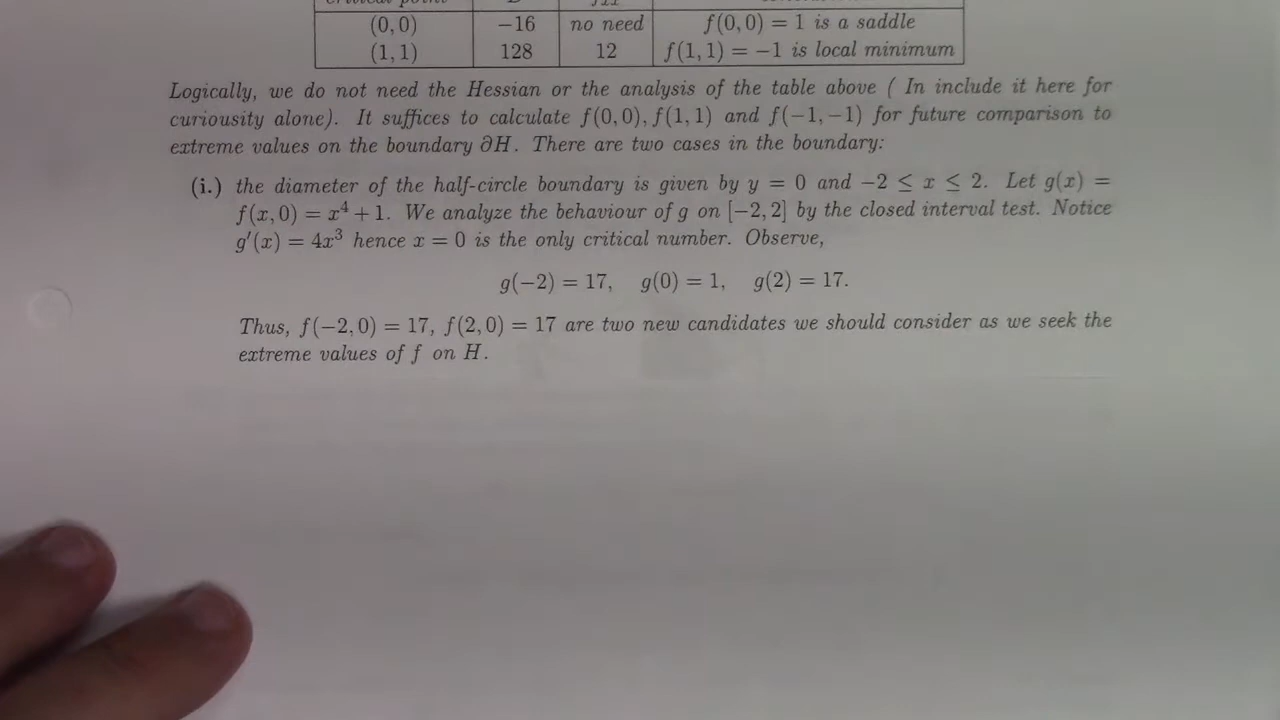 (0, 0) −16 no need f(0, 0) = 1 is a saddle
(1, 1) 128 12 f(1, 1) = −1 is local minimum
Logically, we do not need the Hessian or the analysis of the table above ( In include it here for
curiousity alone). It suffices to calculate f(0, 0), f(1, 1) and f(−1, −1) for future comparison to
extreme values on the boundary ∂H. There are two cases in the boundary:
(i.) the diameter of the half-circle boundary is given by y = 0 and −2 ≤ x ≤ 2. Let g(x) =
f(x, 0) = x⁴ + 1. We analyze the behaviour of g on [−2, 2] by the closed interval test. Notice
g′(x) = 4x³ hence x = 0 is the only critical number. Observe,
g(−2) = 17, g(0) = 1, g(2) = 17.
Thus, f(−2, 0) = 17, f(2, 0) = 17 are two new candidates we should consider as we seek the
extreme values of f on H.